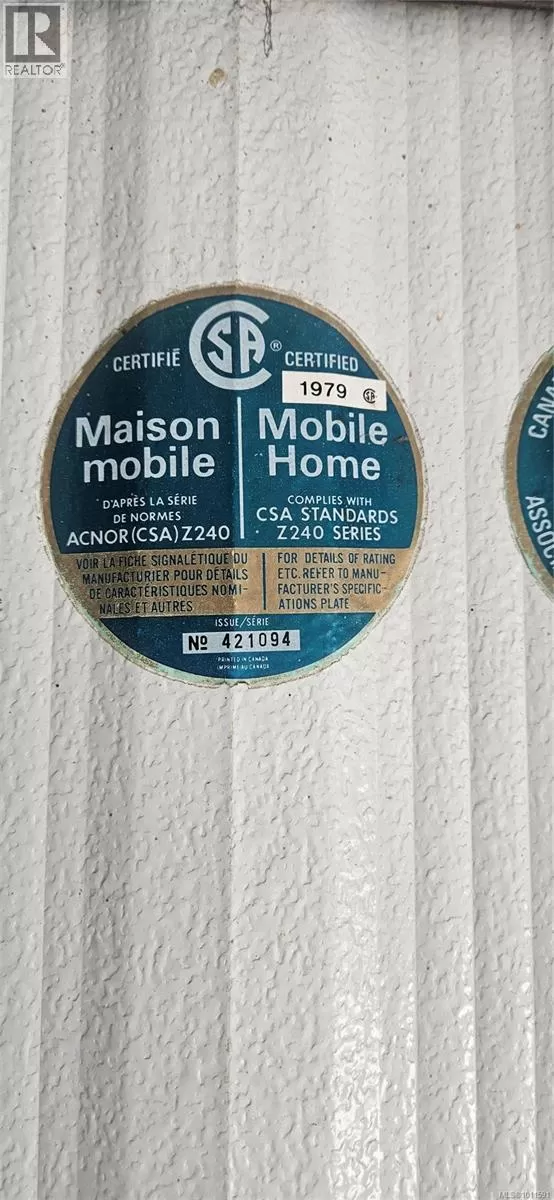 REALTOR®
CSA ®
CERTIFIÉ
CERTIFIED
1979
Maison
mobile
D'APRÈS LA SÉRIE
DE NORMES
ACNOR (CSA) Z240
Mobile
Home
COMPLIES WITH
CSA STANDARDS
Z240 SERIES
VOIR LA FICHE SIGNALÉTIQUE DU
MANUFACTURIER POUR DÉTAILS
DE CARACTÉRISTIQUES NOMI-
NALES ET AUTRES
FOR DETAILS OF RATING
ETC. REFER TO MANU-
FACTURER'S SPECIFIC-
ATIONS PLATE
ISSUE/SÉRIE
Nº 421094
PRINTED IN CANADA
IMPRIMÉ AU CANADA
CANA
ASSOC